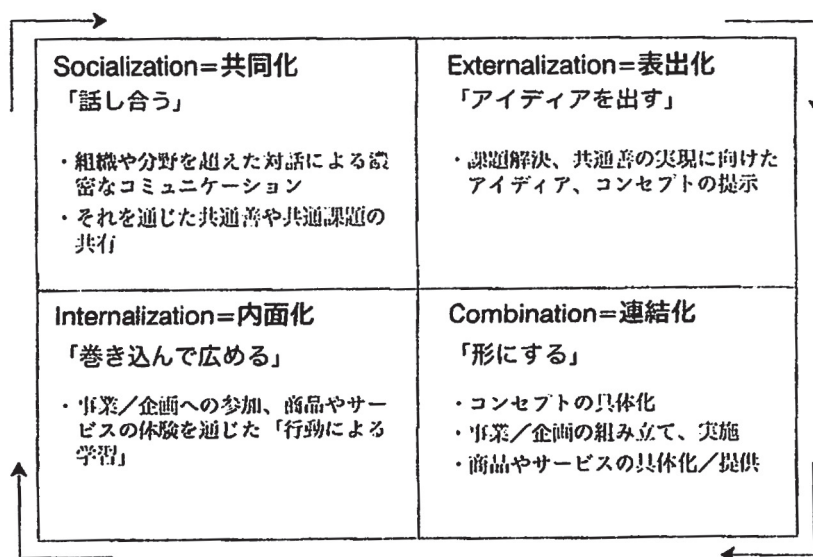 Socialization=共同化
「話し合う」
・組織や分野を超えた対話による濃
密なコミュニケーション
・それを通じた共通善や共通課題の
共有
Externalization=表出化
「アイディアを出す」
・課題解決、共通善の実現に向けた
アイディア、コンセプトの提示
Internalization=内面化
「巻き込んで広める」
・事業／企画への参加、商品やサー
ビスの体験を通じた「行動による
学習」
Combination=連結化
「形にする」
・コンセプトの具体化
・事業／企画の組み立て、実施
・商品やサービスの具体化／提供